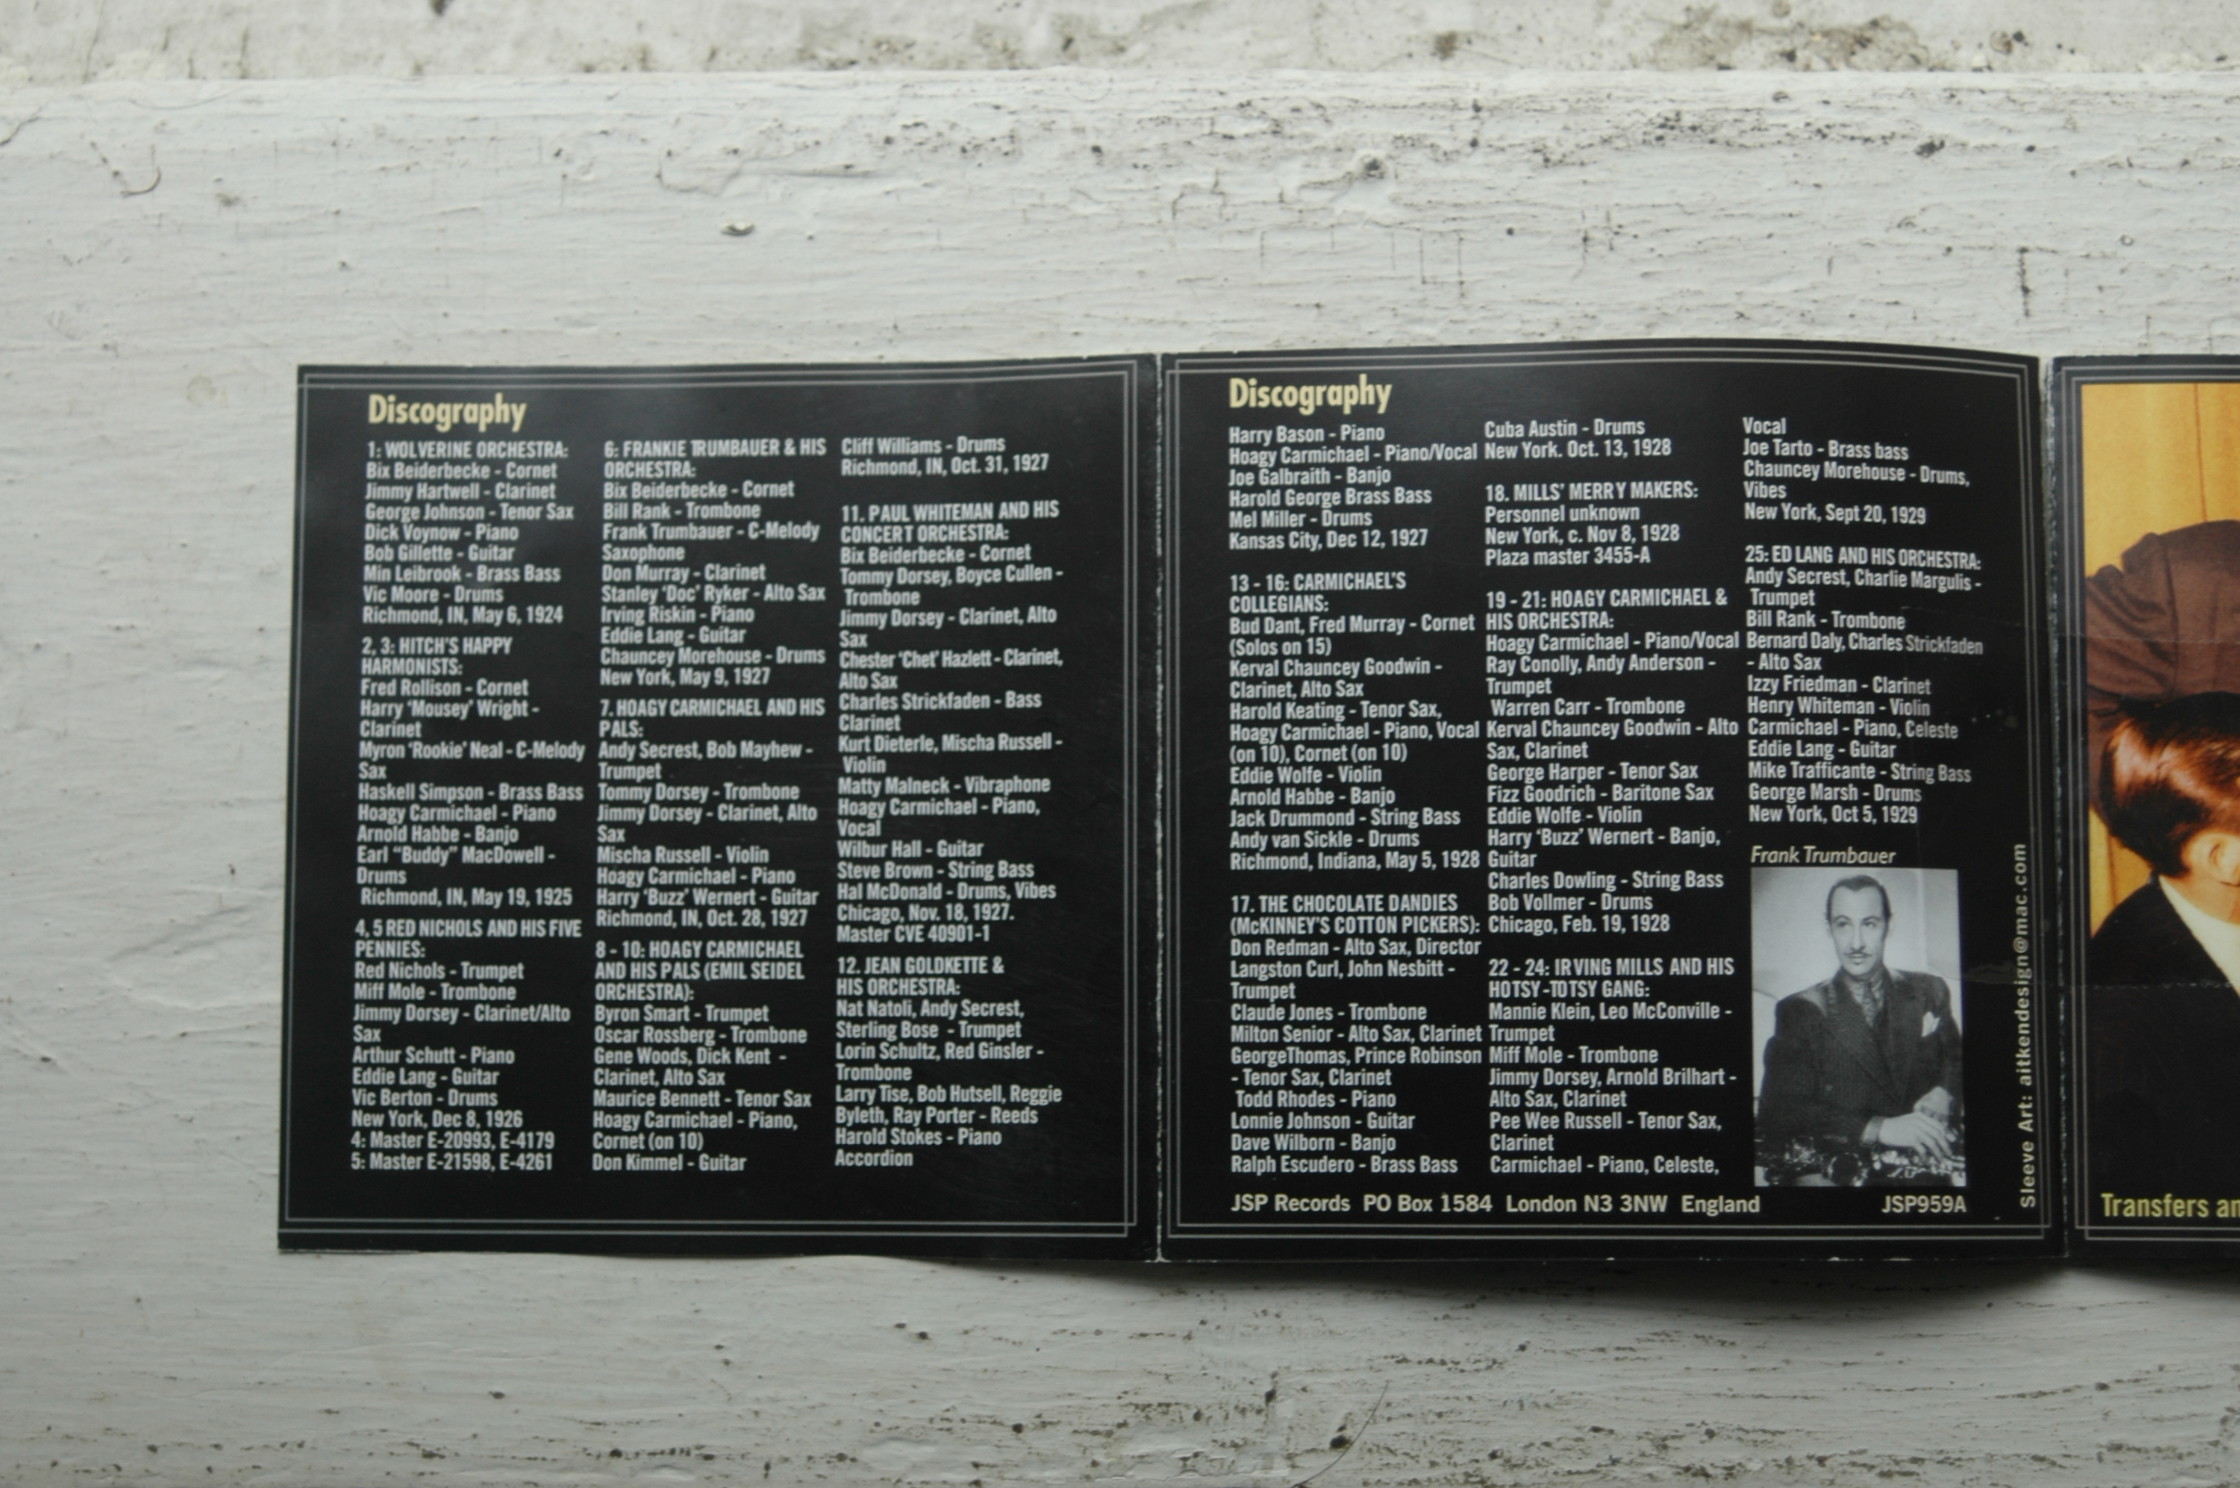 Discography
1: WOLVERINE ORCHESTRA:
Bix Beiderbecke - Cornet
Jimmy Hartwell - Clarinet
George Johnson - Tenor Sax
Dick Voynow - Piano
Bob Gillette - Guitar
Min Leibrook - Brass Bass
Vic Moore - Drums
Richmond, IN, May 6, 1924
2, 3: HITCH'S HAPPY
HARMONISTS:
Fred Rollison - Cornet
Harry 'Mousey' Wright -
Clarinet
Myron 'Rookie' Neal - C-Melody
Sax
Haskell Simpson - Brass Bass
Hoagy Carmichael - Piano
Arnold Habbe - Banjo
Earl "Buddy" MacDowell -
Drums
Richmond, IN, May 19, 1925
4, 5 RED NICHOLS AND HIS FIVE
PENNIES:
Red Nichols - Trumpet
Miff Mole - Trombone
Jimmy Dorsey - Clarinet/Alto
Sax
Arthur Schutt - Piano
Eddie Lang - Guitar
Vic Berton - Drums
New York, Dec 8, 1926
4: Master E-20993, E-4179
5: Master E-21598, E-4261
6: FRANKIE TRUMBAUER & HIS
ORCHESTRA:
Bix Beiderbecke - Cornet
Bill Rank - Trombone
Frank Trumbauer - C-Melody
Saxophone
Don Murray - Clarinet
Stanley 'Doc' Ryker - Alto Sax
Irving Riskin - Piano
Eddie Lang - Guitar
Chauncey Morehouse - Drums
New York, May 9, 1927
7. HOAGY CARMICHAEL AND HIS
PALS:
Andy Secrest, Bob Mayhew -
Trumpet
Tommy Dorsey - Trombone
Jimmy Dorsey - Clarinet, Alto
Sax
Mischa Russell - Violin
Hoagy Carmichael - Piano
Harry 'Buzz' Wernert - Guitar
Richmond, IN, Oct. 28, 1927
8 - 10: HOAGY CARMICHAEL
AND HIS PALS (EMIL SEIDEL
ORCHESTRA):
Byron Smart - Trumpet
Oscar Rossberg - Trombone
Gene Woods, Dick Kent -
Clarinet, Alto Sax
Maurice Bennett - Tenor Sax
Hoagy Carmichael - Piano,
Cornet (on 10)
Don Kimmel - Guitar
Cliff Williams - Drums
Richmond, IN, Oct. 31, 1927
11. PAUL WHITEMAN AND HIS
CONCERT ORCHESTRA:
Bix Beiderbecke - Cornet
Tommy Dorsey, Boyce Cullen -
Trombone
Jimmy Dorsey - Clarinet, Alto
Sax
Chester 'Chet' Hazlett - Clarinet,
Alto Sax
Charles Strickfaden - Bass
Clarinet
Kurt Dieterle, Mischa Russell -
Violin
Matty Malneck - Vibraphone
Hoagy Carmichael - Piano,
Vocal
Wilbur Hall - Guitar
Steve Brown - String Bass
Hal McDonald - Drums, Vibes
Chicago, Nov. 18, 1927.
Master CVE 40901-1
12. JEAN GOLDKETTE &
HIS ORCHESTRA:
Nat Natoli, Andy Secrest,
Sterling Bose - Trumpet
Lorin Schultz, Red Ginsler -
Trombone
Larry Tise, Bob Hutsell, Reggie
Byleth, Ray Porter - Reeds
Harold Stokes - Piano
Accordion
Discography
Harry Bason - Piano
Hoagy Carmichael - Piano/Vocal
Joe Galbraith - Banjo
Harold George Brass Bass
Mel Miller - Drums
Kansas City, Dec 12, 1927
13 - 16: CARMICHAEL'S
COLLEGIANS:
Bud Dant, Fred Murray - Cornet
(Solos on 15)
Kerval Chauncey Goodwin -
Clarinet, Alto Sax
Harold Keating - Tenor Sax,
Hoagy Carmichael - Piano, Vocal
(on 10), Cornet (on 10)
Eddie Wolfe - Violin
Arnold Habbe - Banjo
Jack Drummond - String Bass
Andy van Sickle - Drums
Richmond, Indiana, May 5, 1928
17. THE CHOCOLATE DANDIES
(McKINNEY'S COTTON PICKERS):
Don Redman - Alto Sax, Director
Langston Curl, John Nesbitt -
Trumpet
Claude Jones - Trombone
Milton Senior - Alto Sax, Clarinet
GeorgeThomas, Prince Robinson
- Tenor Sax, Clarinet
Todd Rhodes - Piano
Lonnie Johnson - Guitar
Dave Wilborn - Banjo
Ralph Escudero - Brass Bass
Cuba Austin - Drums
New York. Oct. 13, 1928
18. MILLS' MERRY MAKERS:
Personnel unknown
New York, c. Nov 8, 1928
Plaza master 3455-A
19 - 21: HOAGY CARMICHAEL &
HIS ORCHESTRA:
Hoagy Carmichael - Piano/Vocal
Ray Conolly, Andy Anderson -
Trumpet
Warren Carr - Trombone
Kerval Chauncey Goodwin - Alto
Sax, Clarinet
George Harper - Tenor Sax
Fizz Goodrich - Baritone Sax
Eddie Wolfe - Violin
Harry 'Buzz' Wernert - Banjo,
Guitar
Charles Dowling - String Bass
Bob Vollmer - Drums
Chicago, Feb. 19, 1928
22 - 24: IRVING MILLS AND HIS
HOTSY-TOTSY GANG:
Mannie Klein, Leo McConville -
Trumpet
Miff Mole - Trombone
Jimmy Dorsey, Arnold Brilhart -
Alto Sax, Clarinet
Pee Wee Russell - Tenor Sax,
Clarinet
Carmichael - Piano, Celeste,
Vocal
Joe Tarto - Brass bass
Chauncey Morehouse - Drums,
Vibes
New York, Sept 20, 1929
25: ED LANG AND HIS ORCHESTRA:
Andy Secrest, Charlie Margulis -
Trumpet
Bill Rank - Trombone
Bernard Daly, Charles Strickfaden
- Alto Sax
Izzy Friedman - Clarinet
Henry Whiteman - Violin
Carmichael - Piano, Celeste
Eddie Lang - Guitar
Mike Trafficante - String Bass
George Marsh - Drums
New York, Oct 5, 1929
Frank Trumbauer
JSP Records PO Box 1584 London N3 3NW England
JSP959A
Sleeve Art: aitkendesign@mac.com
Transfers